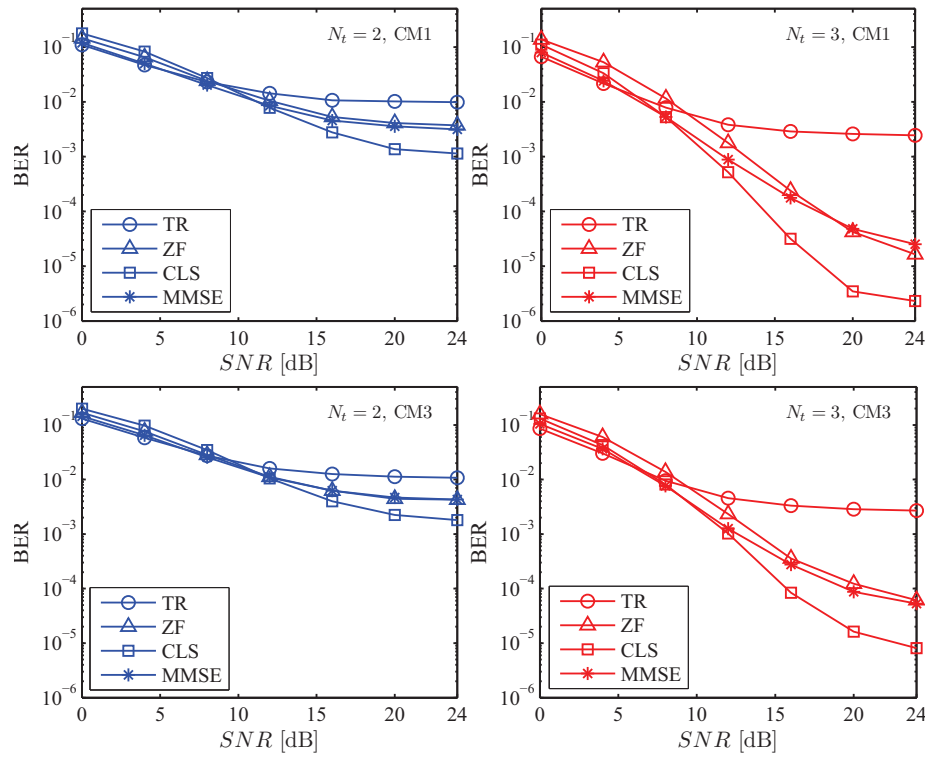 N_t = 2, CM1
BER
10^{-1}
10^{-2}
10^{-3}
10^{-4}
10^{-5}
10^{-6}
TR
ZF
CLS
MMSE
0 5 10 15 20 24
SNR [dB]
N_t = 3, CM1
BER
10^{-1}
10^{-2}
10^{-3}
10^{-4}
10^{-5}
10^{-6}
TR
ZF
CLS
MMSE
0 5 10 15 20 24
SNR [dB]
N_t = 2, CM3
BER
10^{-1}
10^{-2}
10^{-3}
10^{-4}
10^{-5}
10^{-6}
TR
ZF
CLS
MMSE
0 5 10 15 20 24
SNR [dB]
N_t = 3, CM3
BER
10^{-1}
10^{-2}
10^{-3}
10^{-4}
10^{-5}
10^{-6}
TR
ZF
CLS
MMSE
0 5 10 15 20 24
SNR [dB]